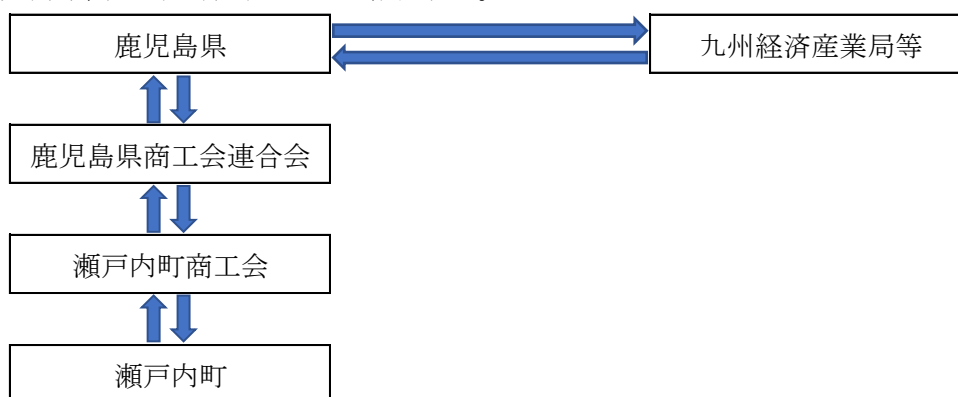 鹿児島県
九州経済産業局等
鹿児島県商工会連合会
瀬戸内町商工会
瀬戸内町